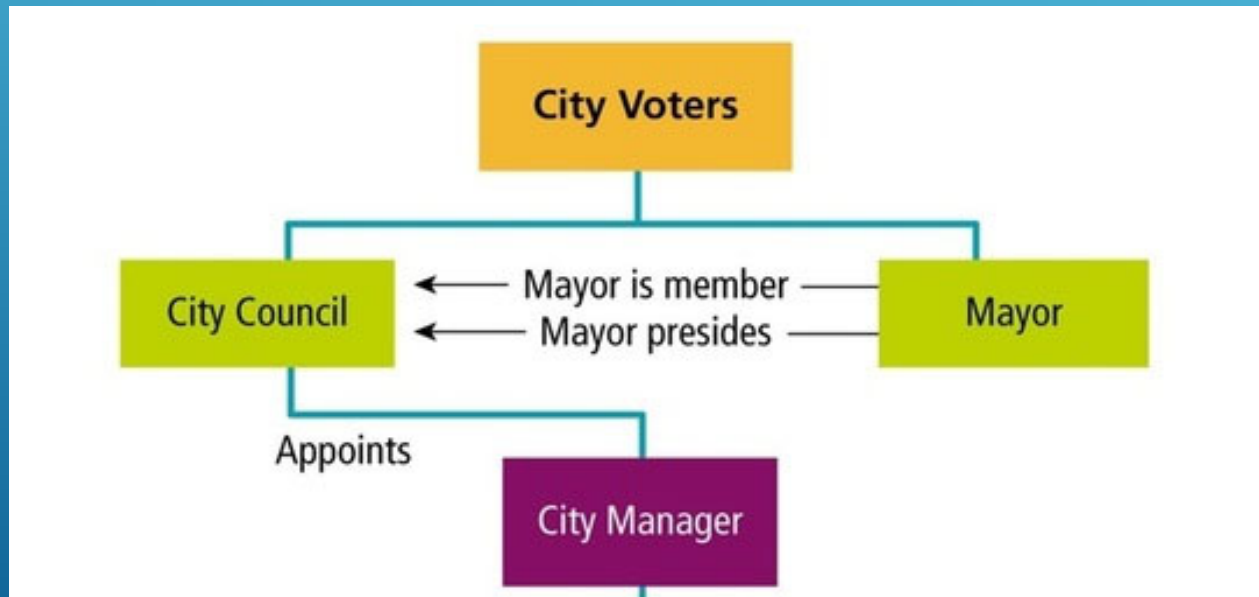 City Voters
City Council
Mayor is member
Mayor presides
Mayor
Appoints
City Manager